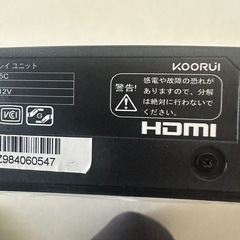 レイユニット
KOORUI
5C
12V
警告!
感電や故障の恐れが
ありますので、分解
は絶対に行わないで
ください。
VCCI
G
HDMI
Z984060547